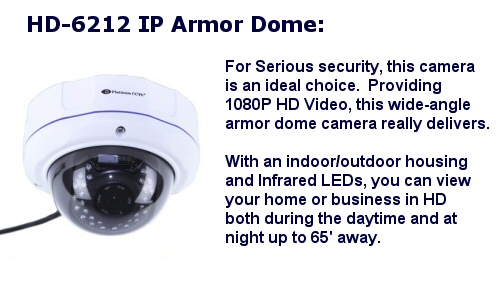 HD-6212 IP Armor Dome:
Platinum CCTV
For Serious security, this camera
is an ideal choice.  Providing
1080P HD Video, this wide-angle
armor dome camera really delivers.
With an indoor/outdoor housing
and Infrared LEDs, you can view
your home or business in HD
both during the daytime and at
night up to 65' away.